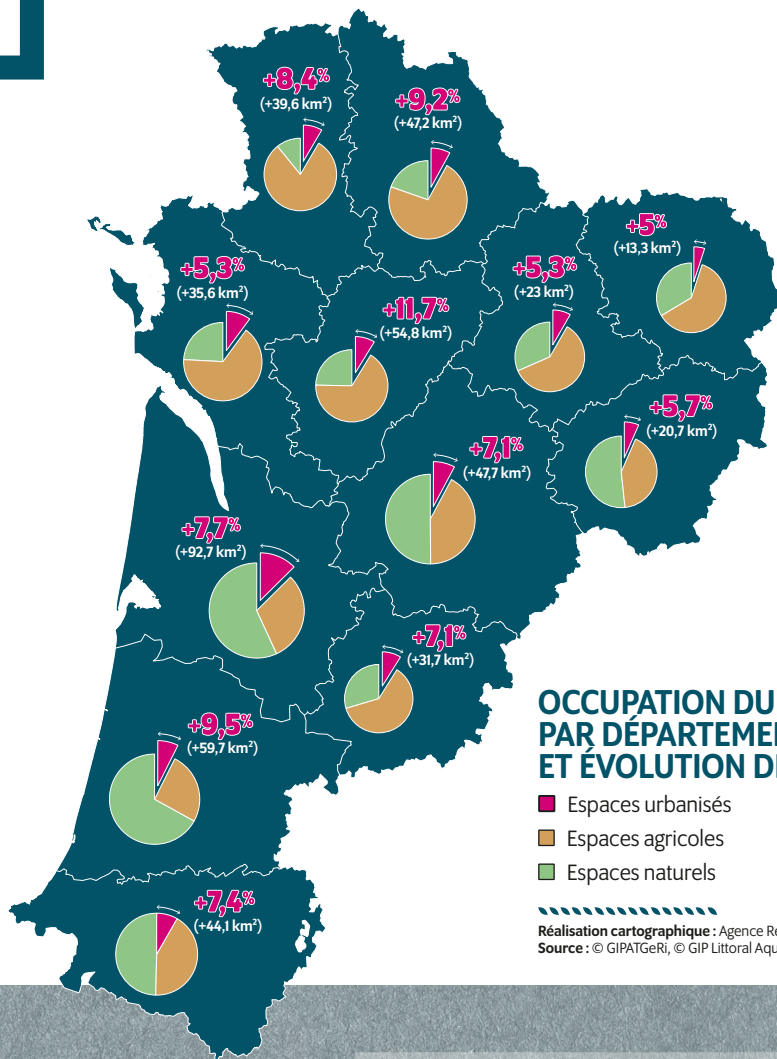 +8,4%
(+39,6 km²)
+9,2%
(+47,2 km²)
+5%
(+13,3 km²)
+5,3%
(+35,6 km²)
+5,3%
(+23 km²)
+11,7%
(+54,8 km²)
+5,7%
(+20,7 km²)
+7,1%
(+47,7 km²)
+7,7%
(+92,7 km²)
+7,1%
(+31,7 km²)
+9,5%
(+59,7 km²)
+7,4%
(+44,1 km²)
OCCUPATION DU
PAR DÉPARTEME
ET ÉVOLUTION D
Espaces urbanisés
Espaces agricoles
Espaces naturels
Réalisation cartographique : Agence Re
Source : © GIPATGeRi, © GIP Littoral Aqu